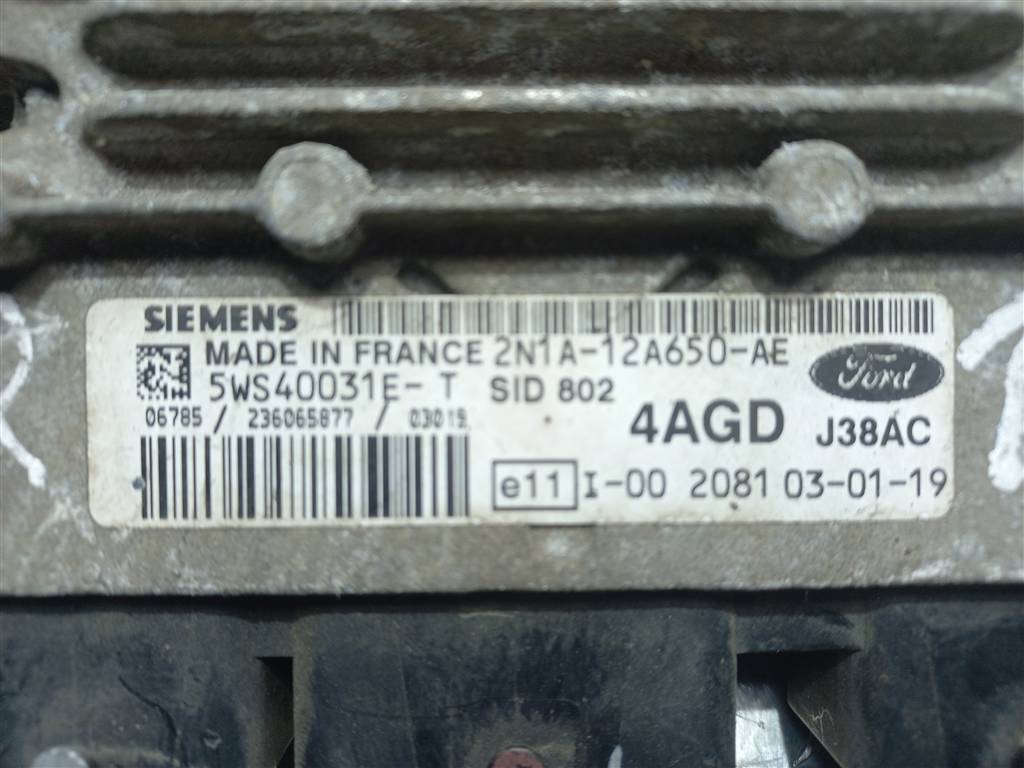 SIEMENS
MADE IN FRANCE 2N1A-12A650-AE
5WS40031E- T SID 802
Ford
06785 / 236065877 / 03019
4AGD J38AC
e11 I-00 2081 03-01-19